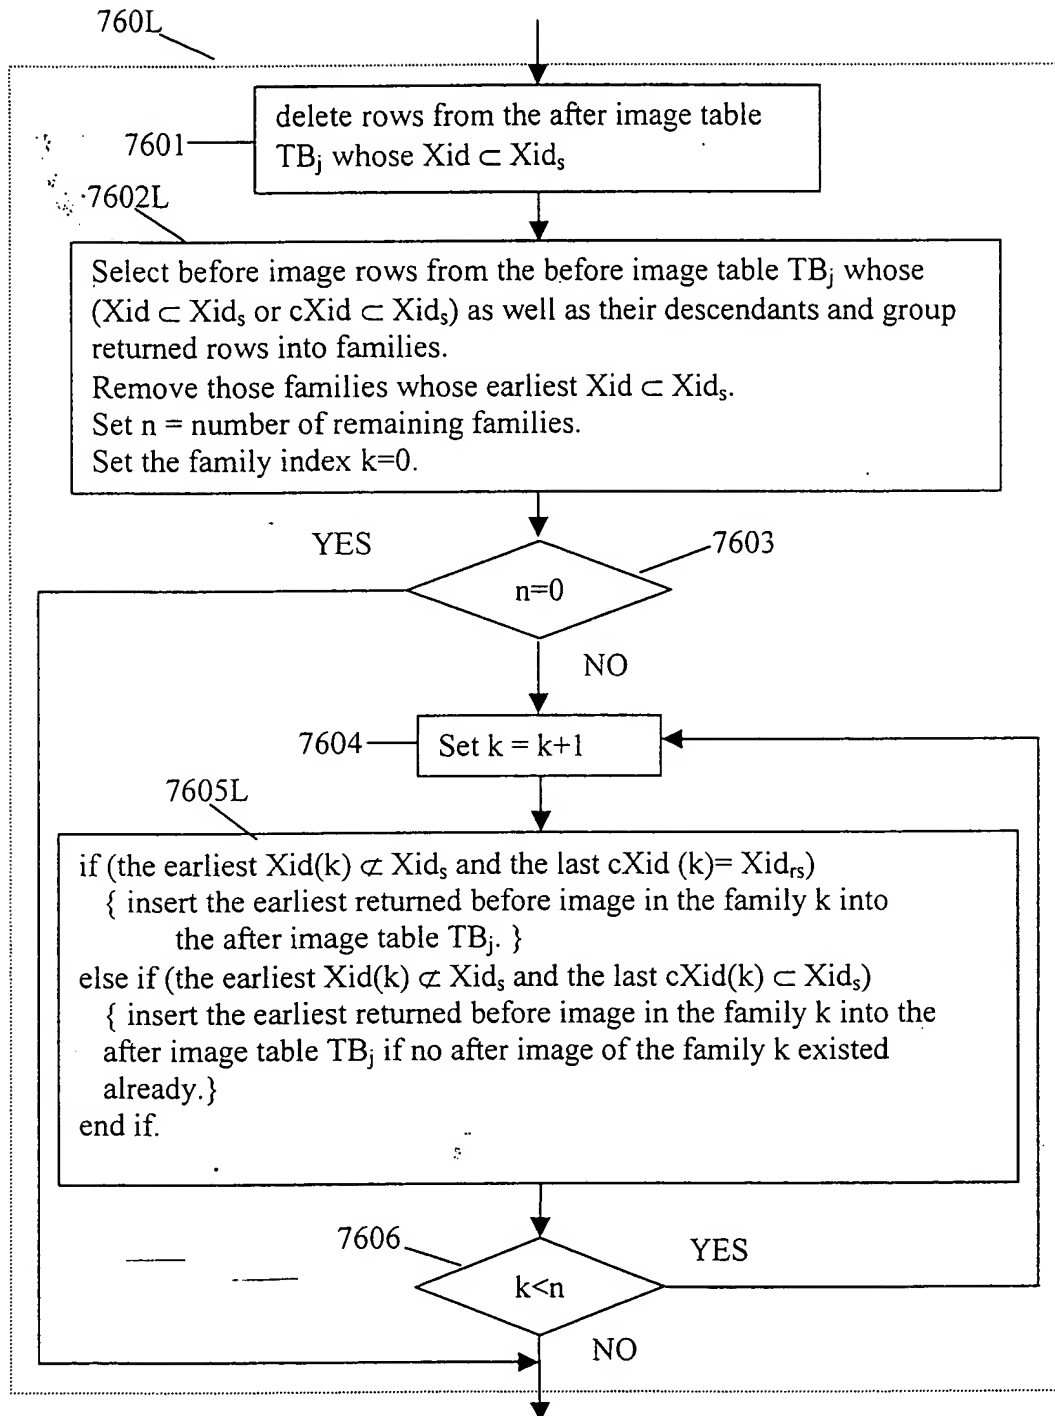 760L
7601
delete rows from the after image table
TBj whose Xid ⊂ Xids
7602L
Select before image rows from the before image table TBj whose
(Xid ⊂ Xids or cXid ⊂ Xids) as well as their descendants and group
returned rows into families.
Remove those families whose earliest Xid ⊂ Xids.
Set n = number of remaining families.
Set the family index k=0.
YES
7603
n=0
NO
7604
Set k = k+1
7605L
if (the earliest Xid(k) ⊄ Xids and the last cXid (k)= Xidrs)
{ insert the earliest returned before image in the family k into
the after image table TBj. }
else if (the earliest Xid(k) ⊄ Xids and the last cXid(k) ⊂ Xids)
{ insert the earliest returned before image in the family k into the
after image table TBj if no after image of the family k existed
already.}
end if.
7606
YES
k<n
NO